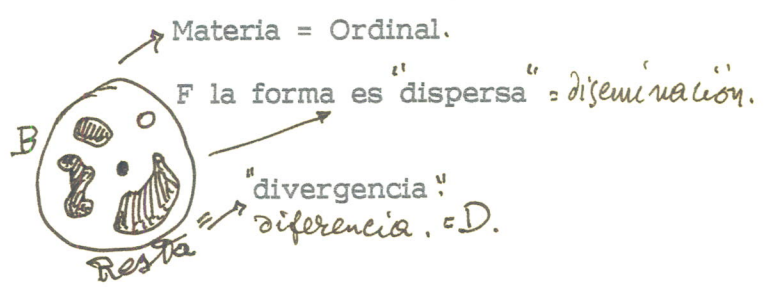 Materia = Ordinal.
F la forma es "dispersa" = diseminación.
B
"divergencia"
diferencia. = D.
Resta =